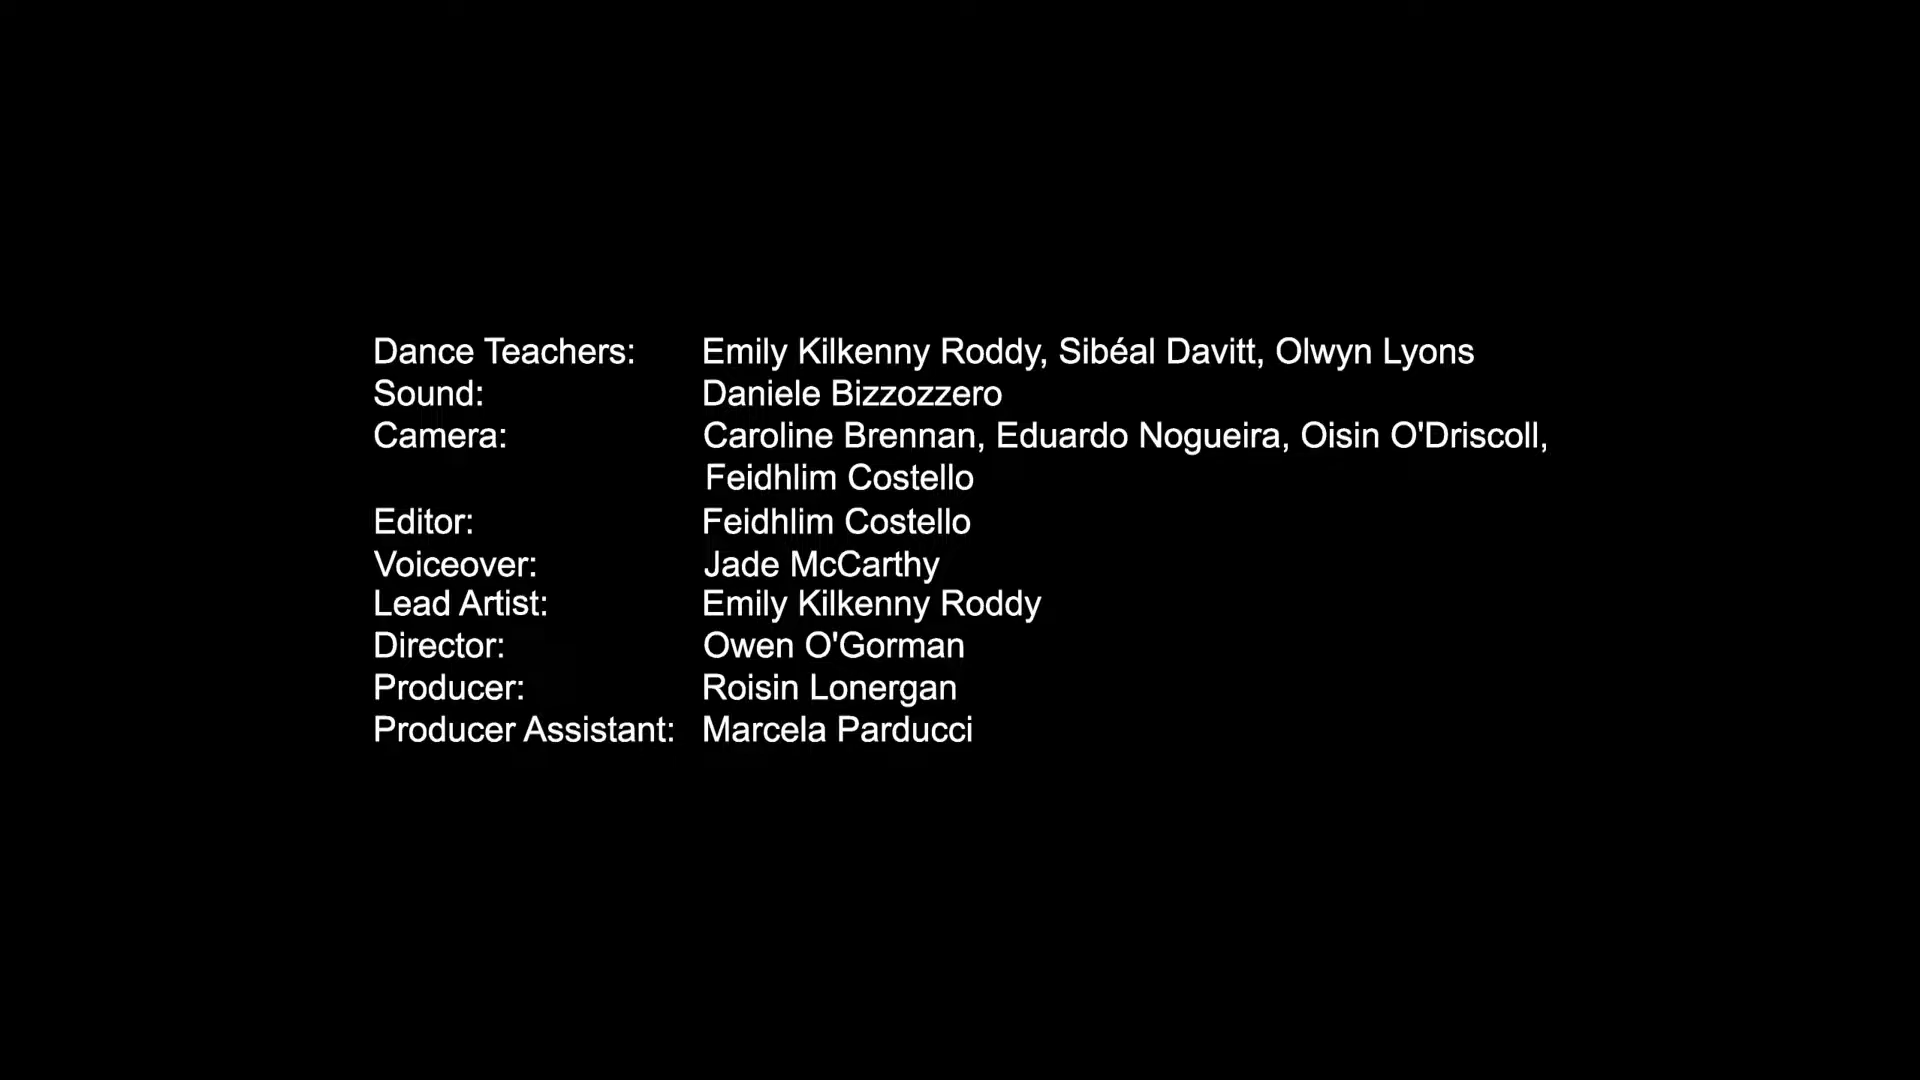 Dance Teachers: Emily Kilkenny Roddy, Sibéal Davitt, Olwyn Lyons
Sound: Daniele Bizzozzero
Camera: Caroline Brennan, Eduardo Nogueira, Oisin O'Driscoll,
Feidhlim Costello
Editor: Feidhlim Costello
Voiceover: Jade McCarthy
Lead Artist: Emily Kilkenny Roddy
Director: Owen O'Gorman
Producer: Roisin Lonergan
Producer Assistant: Marcela Parducci